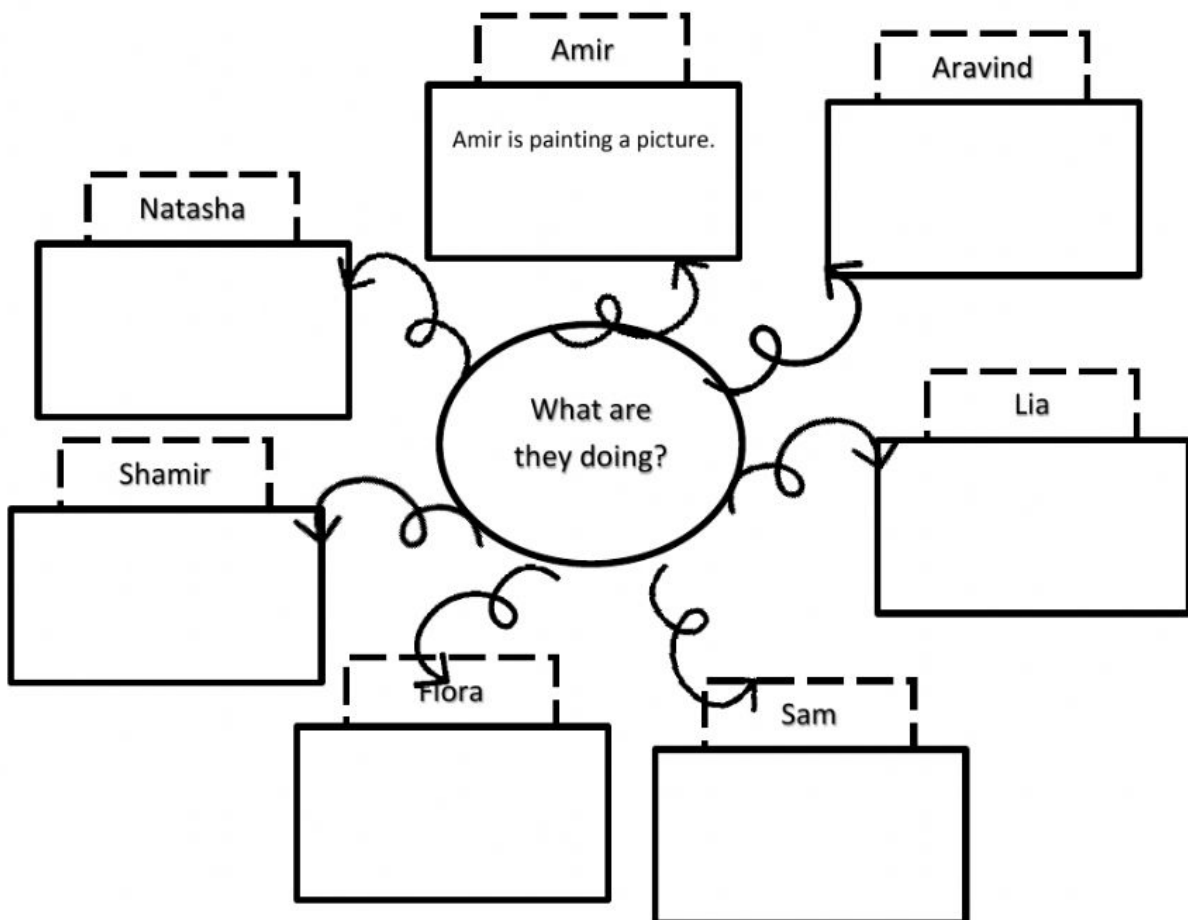 Amir
Aravind
Amir is painting a picture.
Natasha
What are
they doing?
Lia
Shamir
Flora
Sam